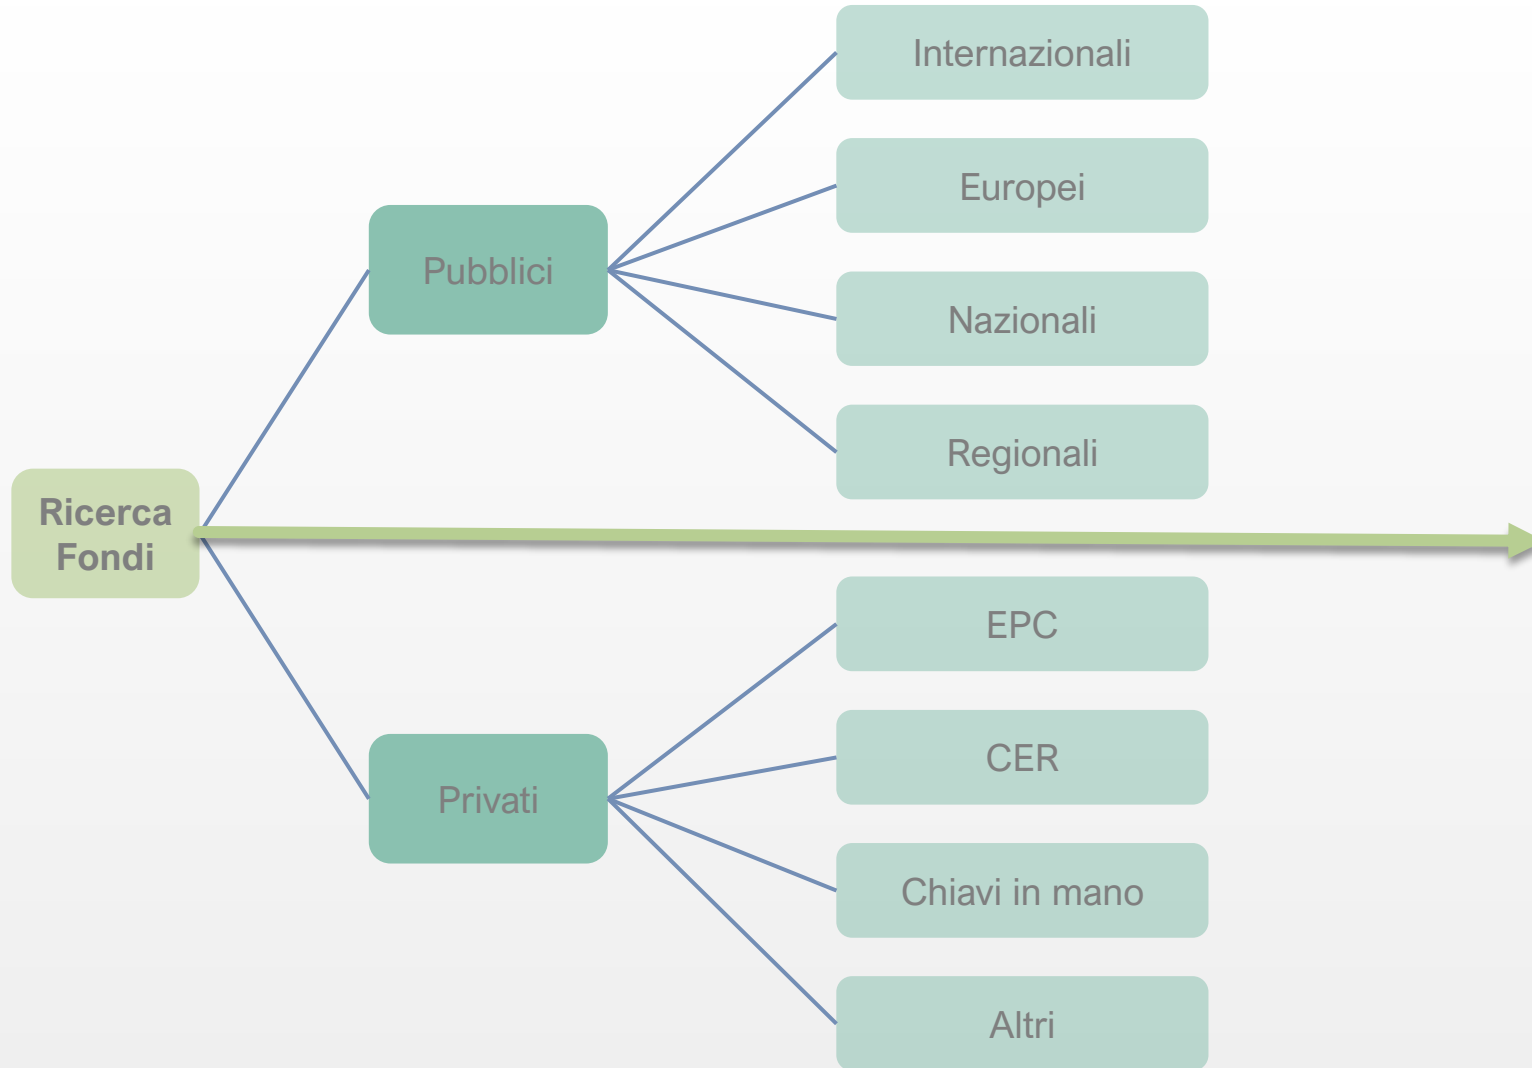 Internazionali
Europei
Pubblici
Nazionali
Regionali
Ricerca
Fondi
EPC
CER
Privati
Chiavi in mano
Altri